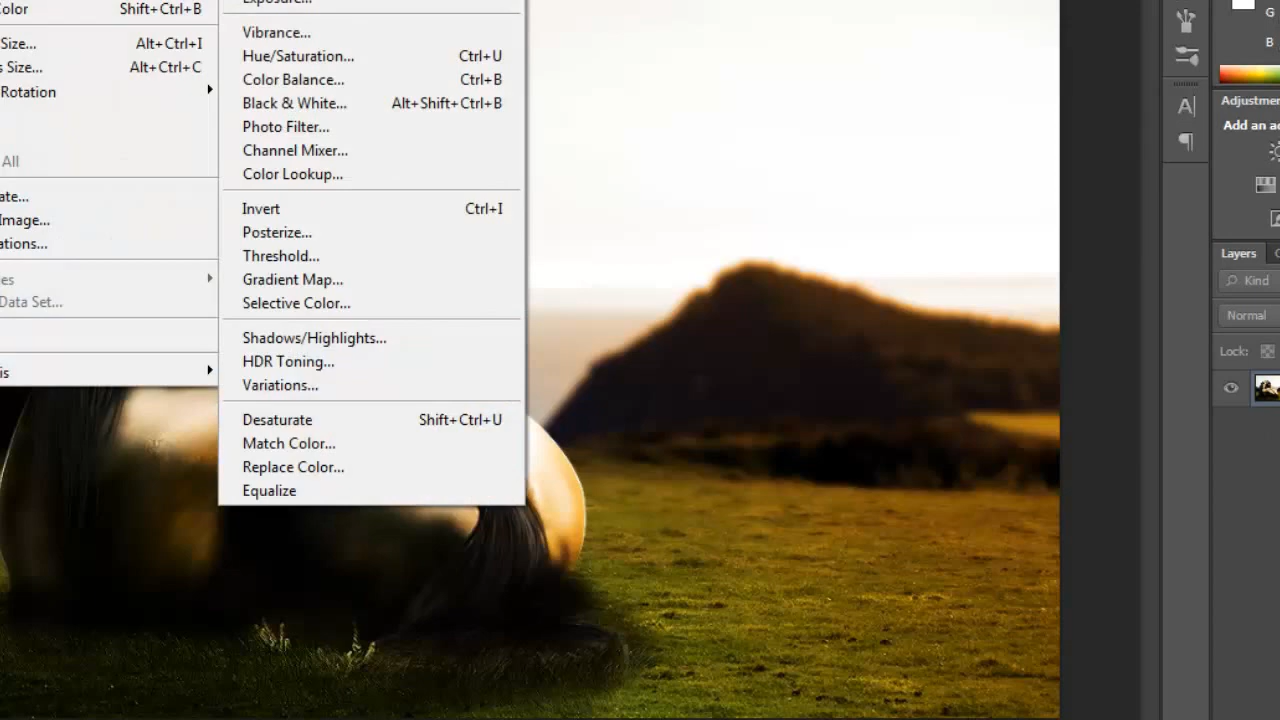 Color Shift+Ctrl+B
Size... Alt+Ctrl+I
s Size... Alt+Ctrl+C
Rotation
All
ate...
Image...
ations...
es
Data Set...
is
Exposure...
Vibrance...
Hue/Saturation... Ctrl+U
Color Balance... Ctrl+B
Black & White... Alt+Shift+Ctrl+B
Photo Filter...
Channel Mixer...
Color Lookup...
Invert Ctrl+I
Posterize...
Threshold...
Gradient Map...
Selective Color...
Shadows/Highlights...
HDR Toning...
Variations...
Desaturate Shift+Ctrl+U
Match Color...
Replace Color...
Equalize
A
¶
G
B
Adjustmen
Add an a
Layers
Kind
Normal
Lock: